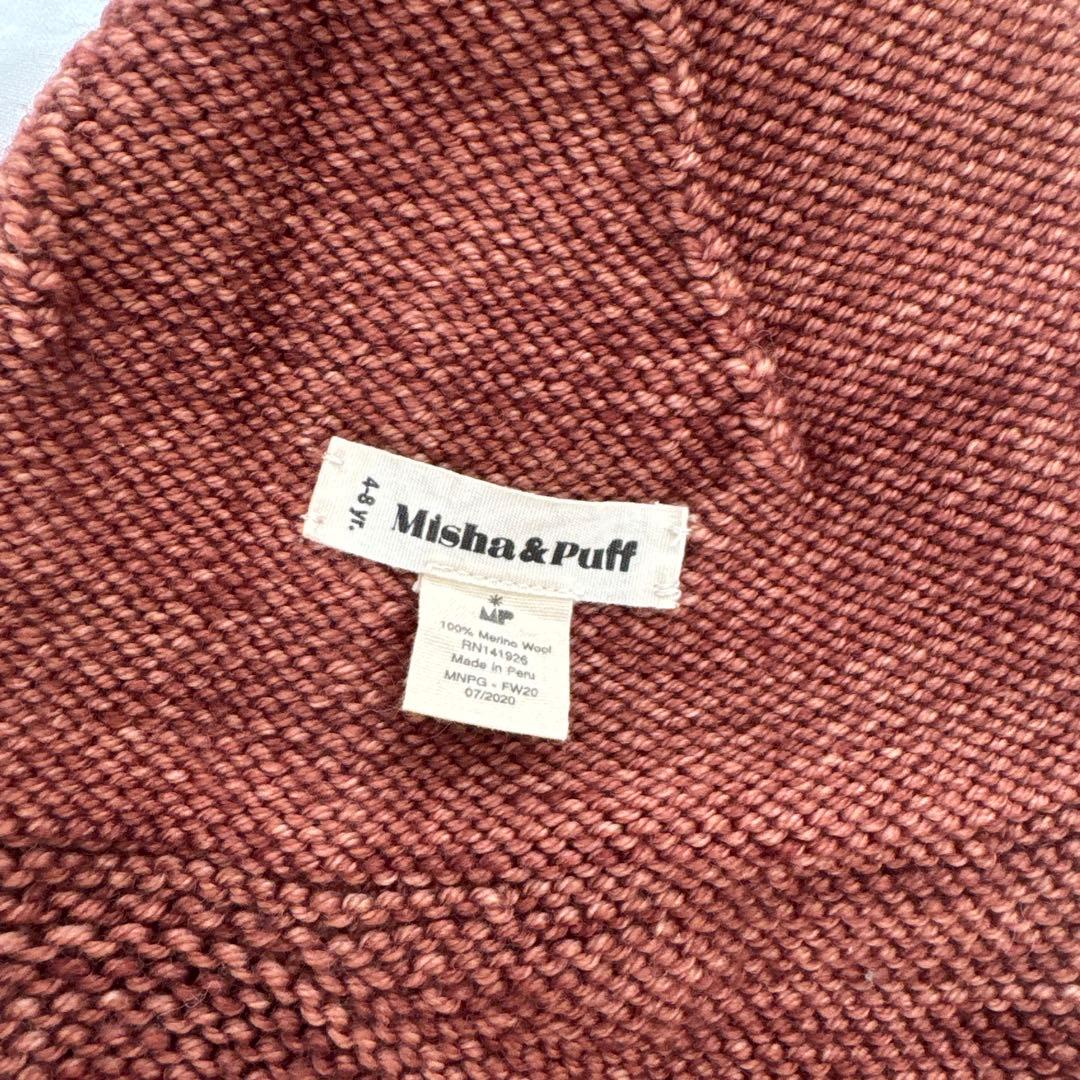 4-8 yr.
Misha & Puff
MP
100% Merino Wool
RN141926
Made in Peru
MNPG - FW20
07/2020